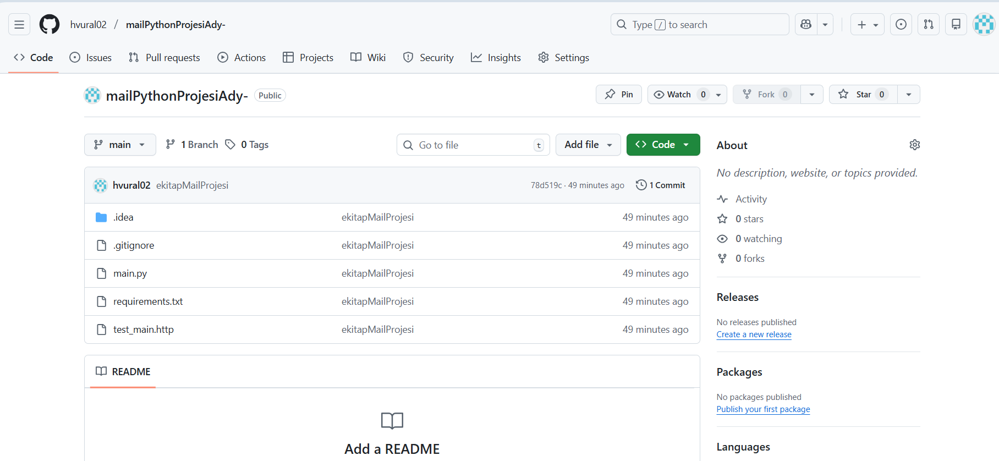 hvural02 / mailPythonProjesiAdy-
Type / to search
Code Issues Pull requests Actions Projects Wiki Security Insights Settings
mailPythonProjesiAdy- Public
Pin Watch 0 Fork 0 Star 0
main 1 Branch 0 Tags
Go to file t
Add file
Code
hvural02 ekitapMailProjesi 78d519c · 49 minutes ago 1 Commit
.idea ekitapMailProjesi 49 minutes ago
.gitignore ekitapMailProjesi 49 minutes ago
main.py ekitapMailProjesi 49 minutes ago
requirements.txt ekitapMailProjesi 49 minutes ago
test_main.http ekitapMailProjesi 49 minutes ago
README
Add a README
About
No description, website, or topics provided.
Activity
0 stars
0 watching
0 forks
Releases
No releases published
Create a new release
Packages
No packages published
Publish your first package
Languages